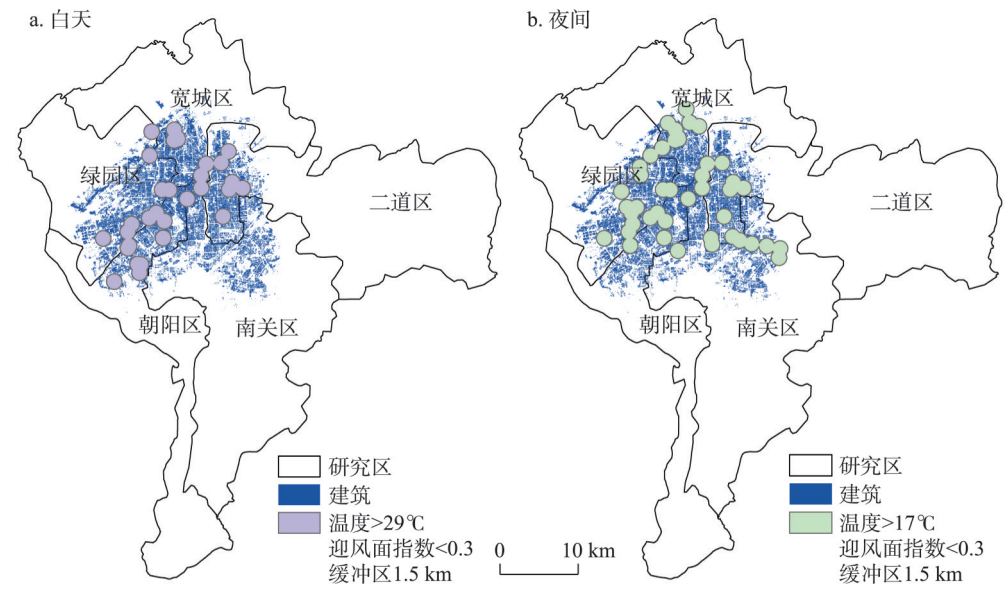 a. 白天
宽城区
绿园区
二道区
朝阳区
南关区
研究区
建筑
温度>29℃
迎风面指数<0.3
缓冲区1.5 km
0 10 km
b. 夜间
宽城区
绿园区
二道区
朝阳区
南关区
研究区
建筑
温度>17℃
迎风面指数<0.3
缓冲区1.5 km